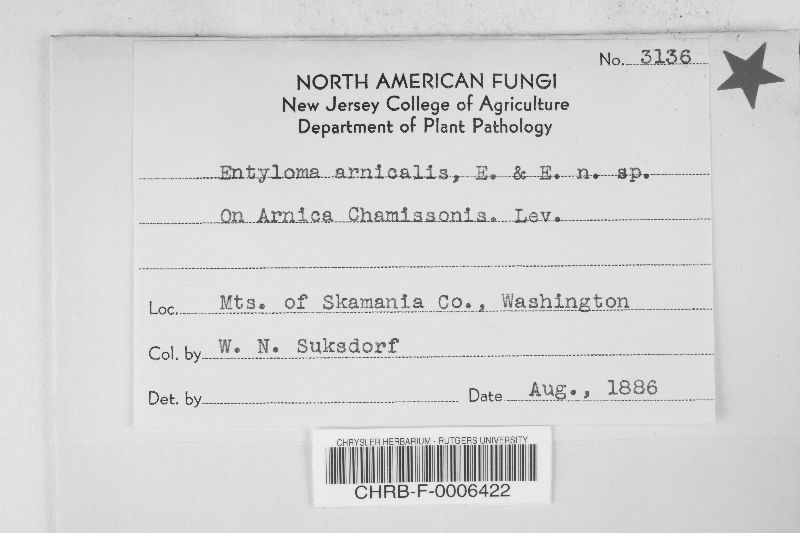 No. 3136
NORTH AMERICAN FUNGI
New Jersey College of Agriculture
Department of Plant Pathology
Entyloma arnicalis, E. & E. n. sp.
On Arnica Chamissonis. Lev.
Loc. Mts. of Skamania Co., Washington
Col. by W. N. Suksdorf
Det. by Date Aug., 1886
CHRYSLER HERBARIUM - RUTGERS UNIVERSITY
CHRB-F-0006422